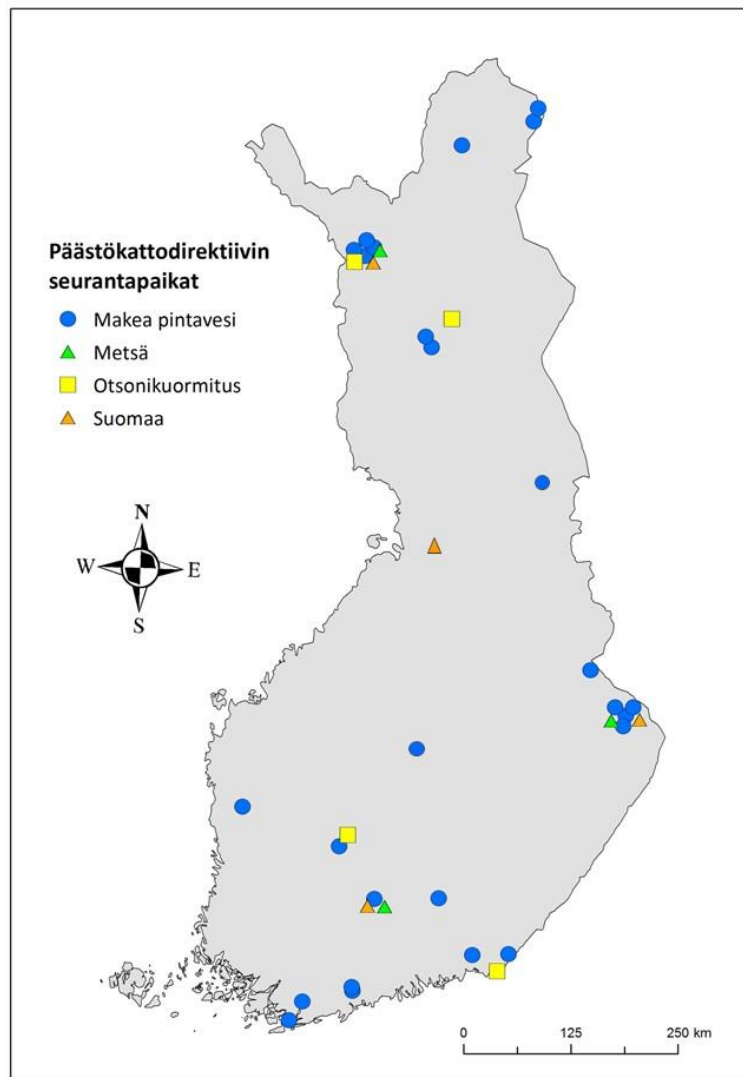 Päästökattodirektiivin
seurantapaikat
Makea pintavesi
Metsä
Otsonikuormitus
Suomaa
N
W E
S
0 125 250 km